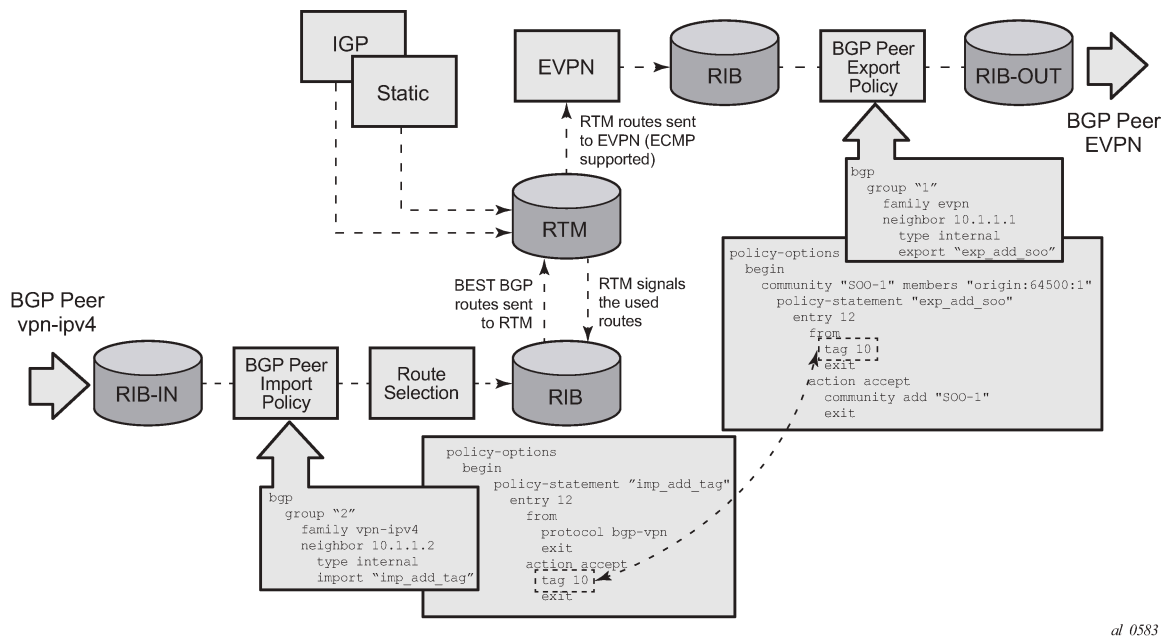 IGP
Static
EVPN
RIB
BGP Peer
Export
Policy
RIB-OUT
BGP Peer
EVPN
RTM routes sent
to EVPN (ECMP
supported)
RTM
BEST BGP
routes sent
to RTM
RTM signals
the used
routes
BGP Peer
vpn-ipv4
RIB-IN
BGP Peer
Import
Policy
Route
Selection
RIB
bgp
group “1”
family evpn
neighbor 10.1.1.1
type internal
export “exp_add_soo”
policy-options
begin
community "SOO-1" members "origin:64500:1"
policy-statement "exp_add_soo"
entry 12
from
tag 10
exit
action accept
community add "SOO-1"
exit
bgp
group “2”
family vpn-ipv4
neighbor 10.1.1.2
type internal
import “imp_add_tag”
policy-options
begin
policy-statement ”imp_add_tag"
entry 12
from
protocol bgp-vpn
exit
action accept
tag 10
exit
al_0583